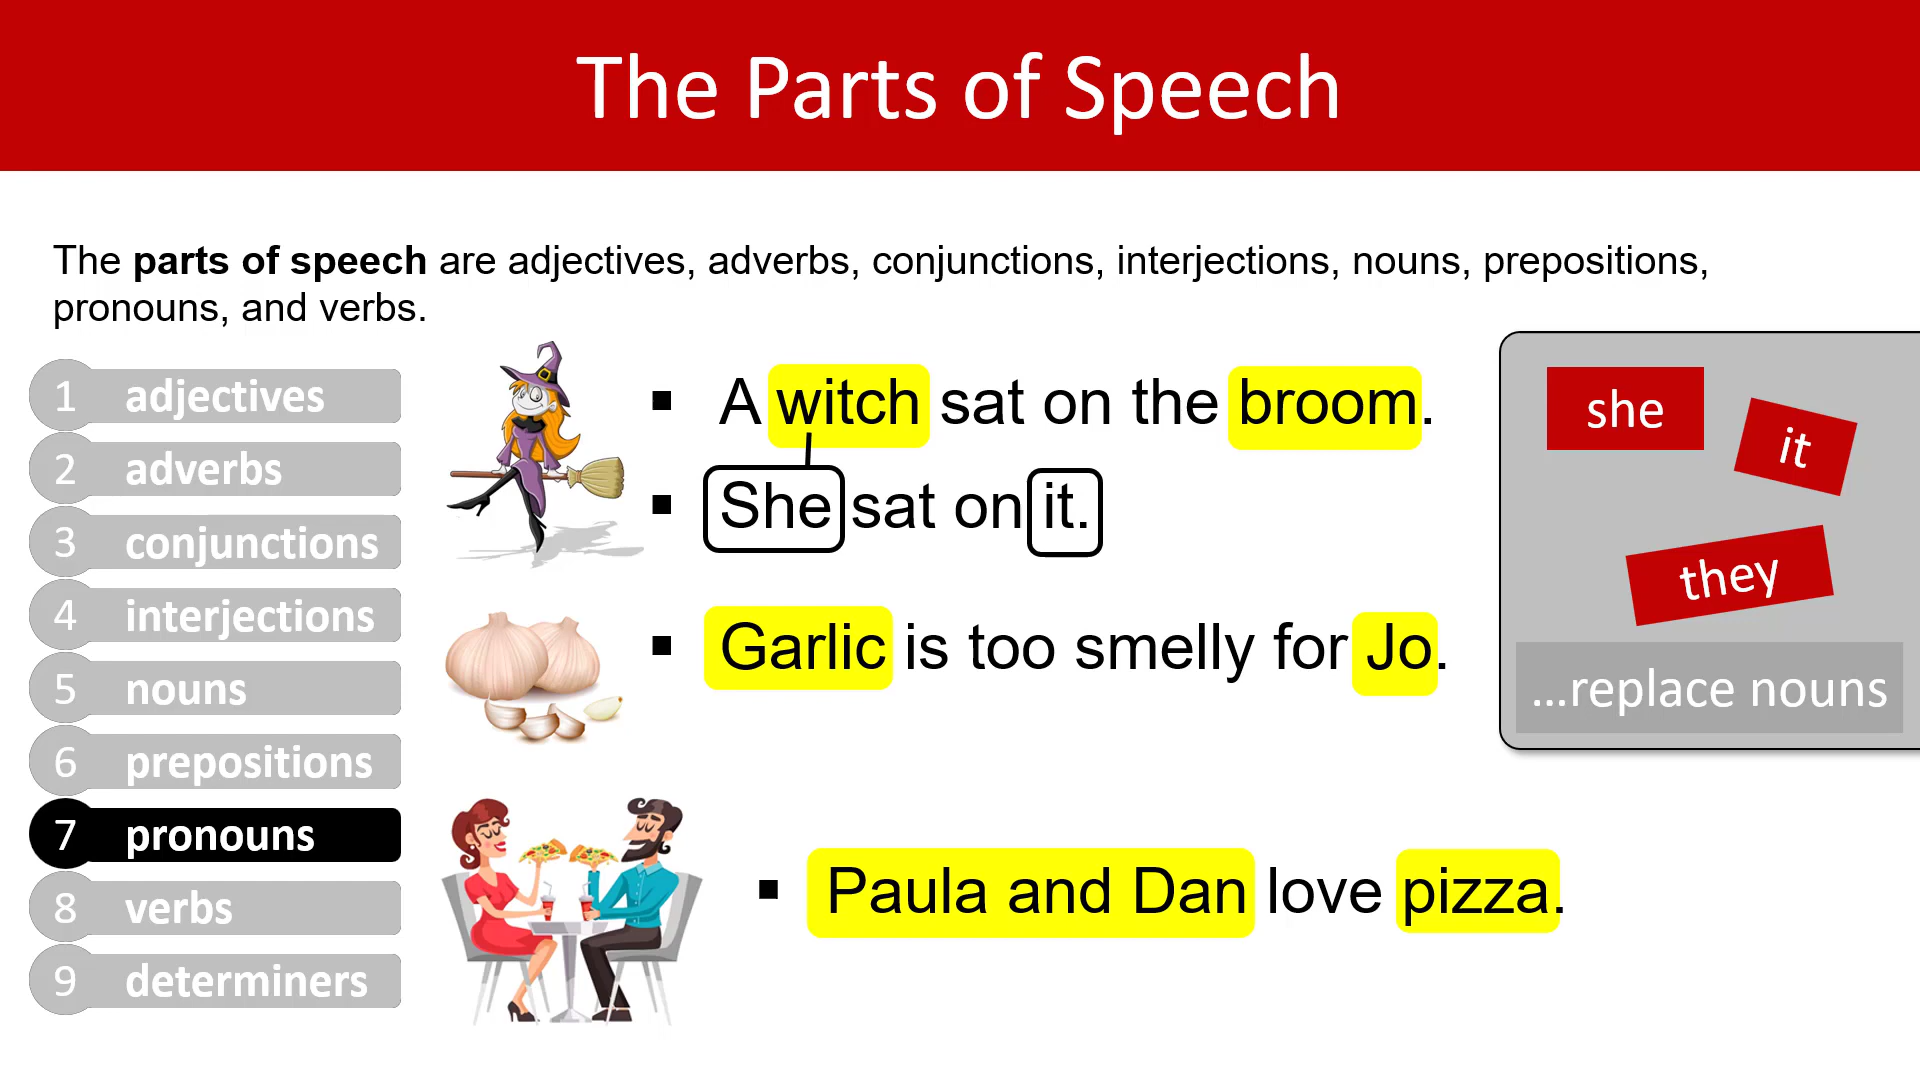 The Parts of Speech
The parts of speech are adjectives, adverbs, conjunctions, interjections, nouns, prepositions,
pronouns, and verbs.
1 adjectives
2 adverbs
3 conjunctions
4 interjections
5 nouns
6 prepositions
7 pronouns
8 verbs
9 determiners
▪ A witch sat on the broom.
▪ She sat on it.
▪ Garlic is too smelly for Jo.
▪ Paula and Dan love pizza.
she
it
they
...replace nouns